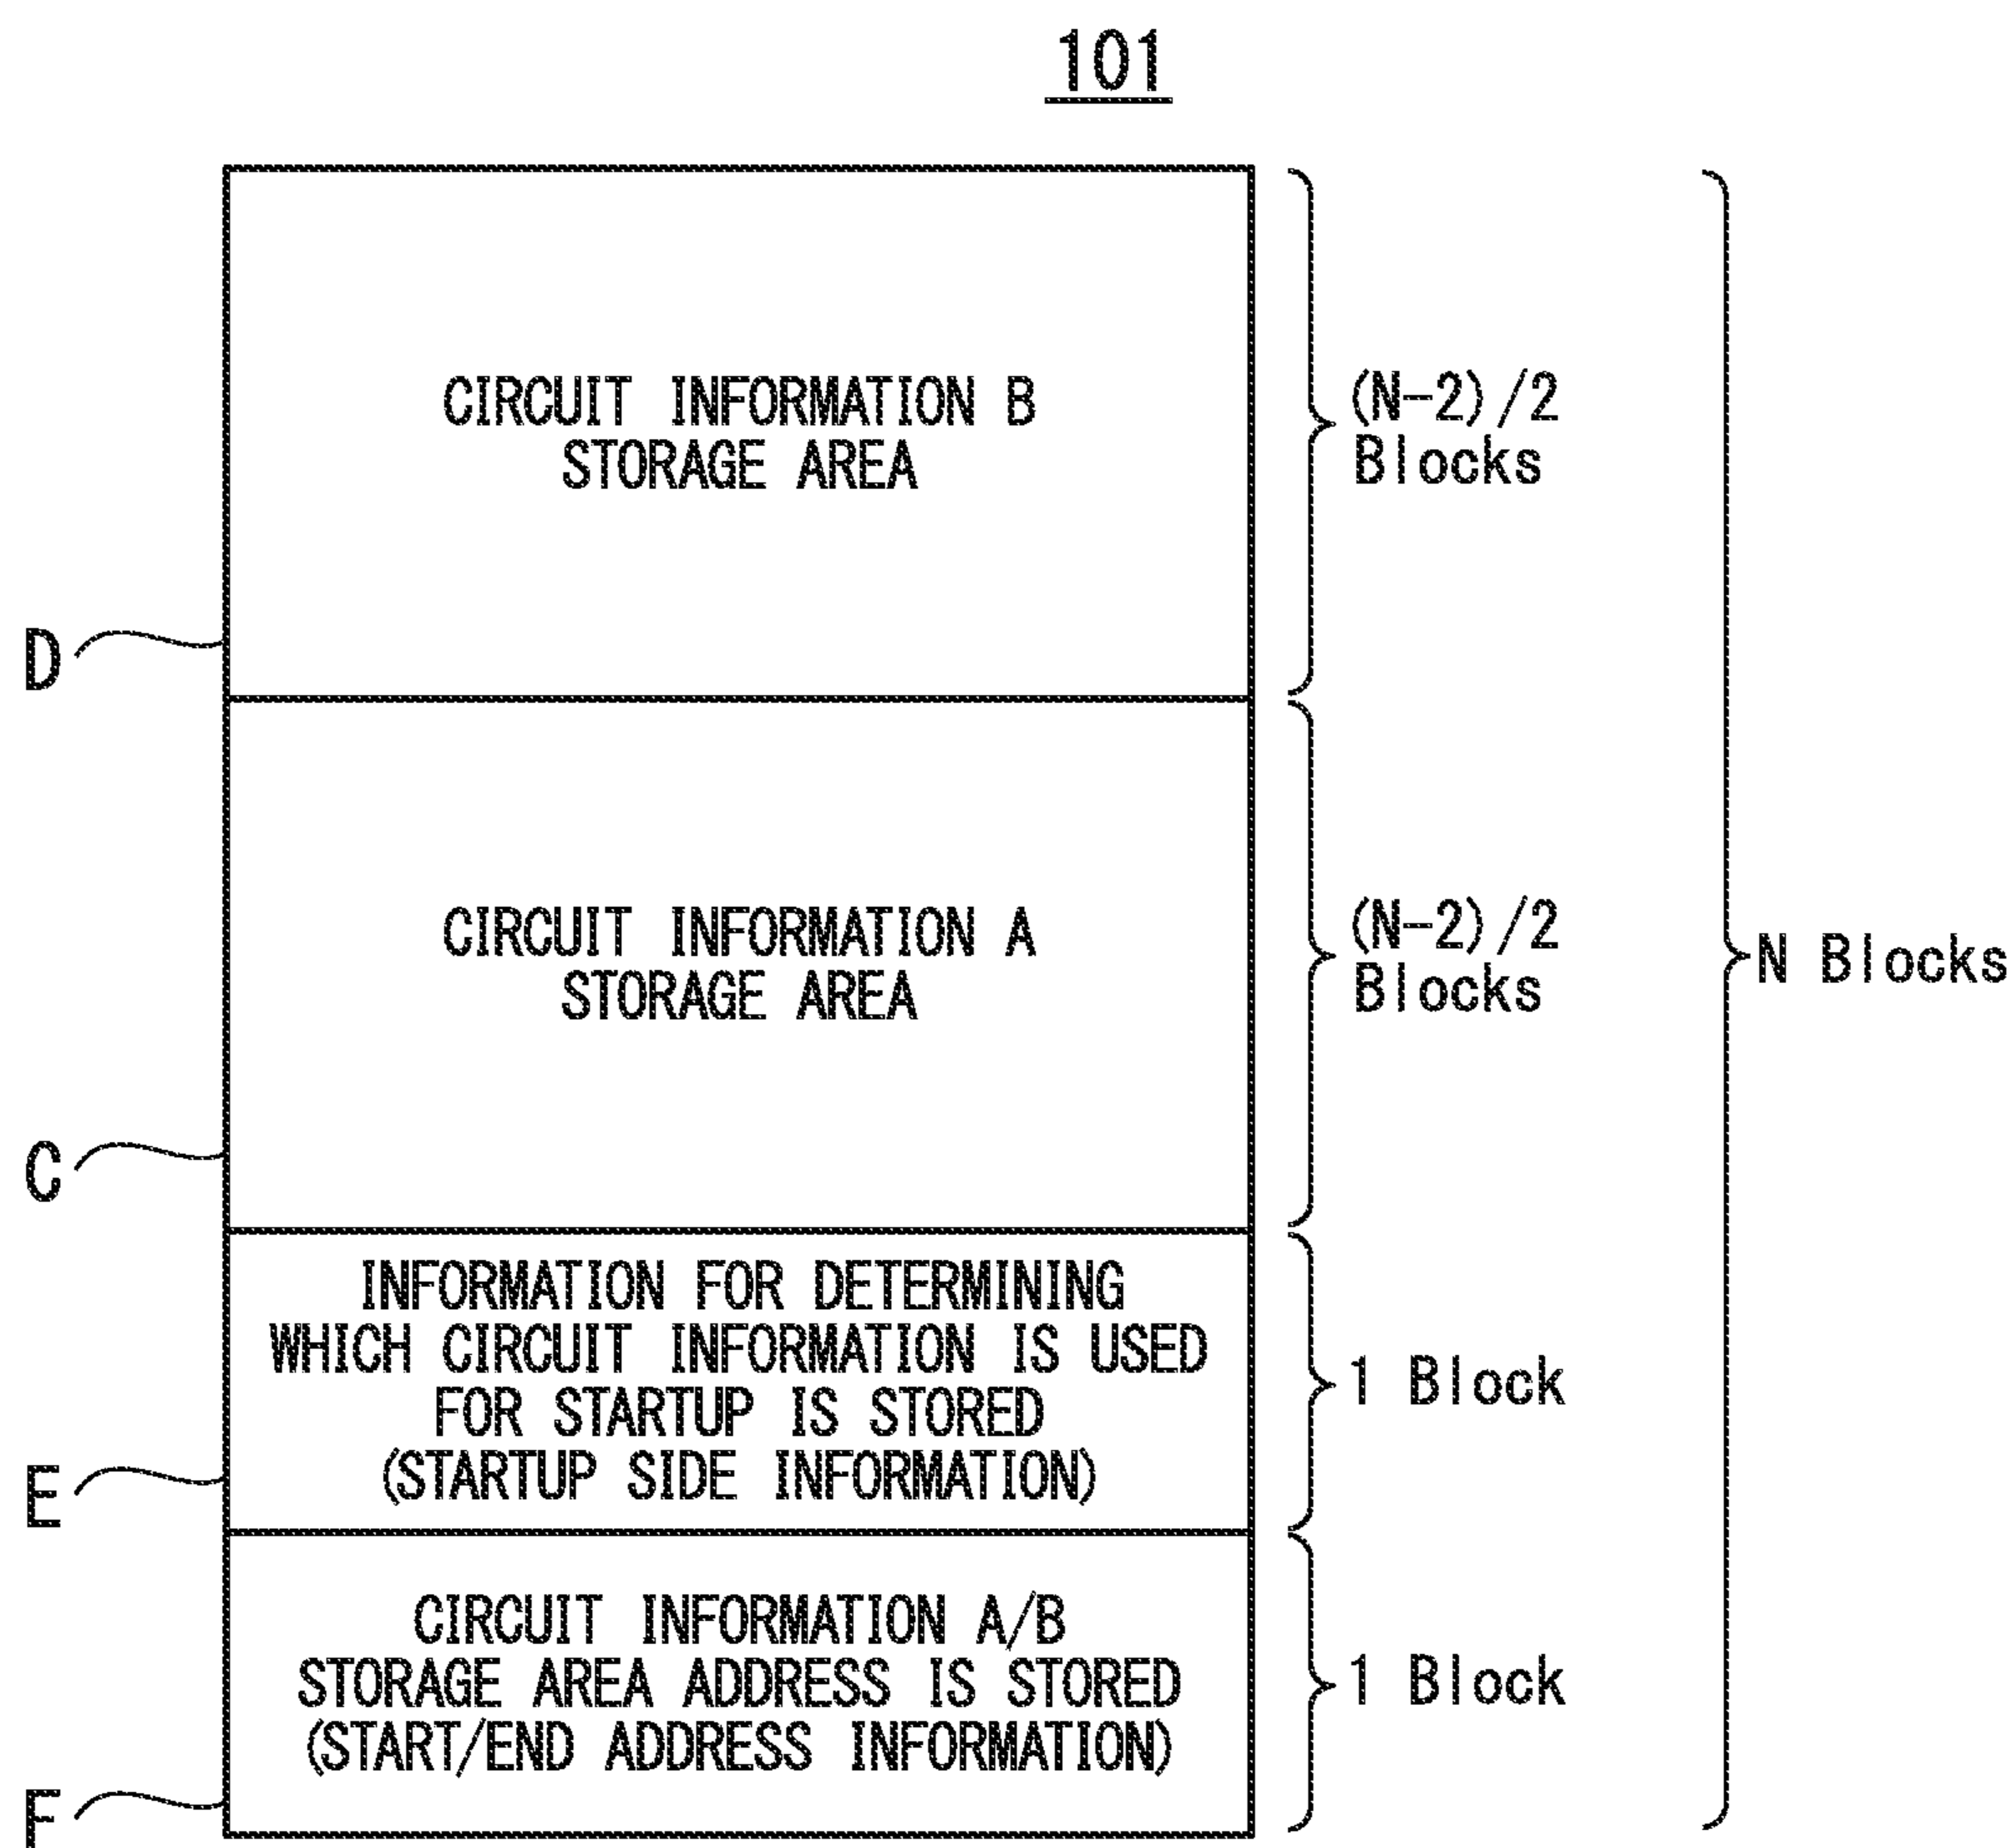 101
CIRCUIT INFORMATION B
STORAGE AREA
(N-2)/2
Blocks
D
CIRCUIT INFORMATION A
STORAGE AREA
(N-2)/2
Blocks
N Blocks
C
INFORMATION FOR DETERMINING
WHICH CIRCUIT INFORMATION IS USED
FOR STARTUP IS STORED
(STARTUP SIDE INFORMATION)
1 Block
E
CIRCUIT INFORMATION A/B
STORAGE AREA ADDRESS IS STORED
(START/END ADDRESS INFORMATION)
1 Block